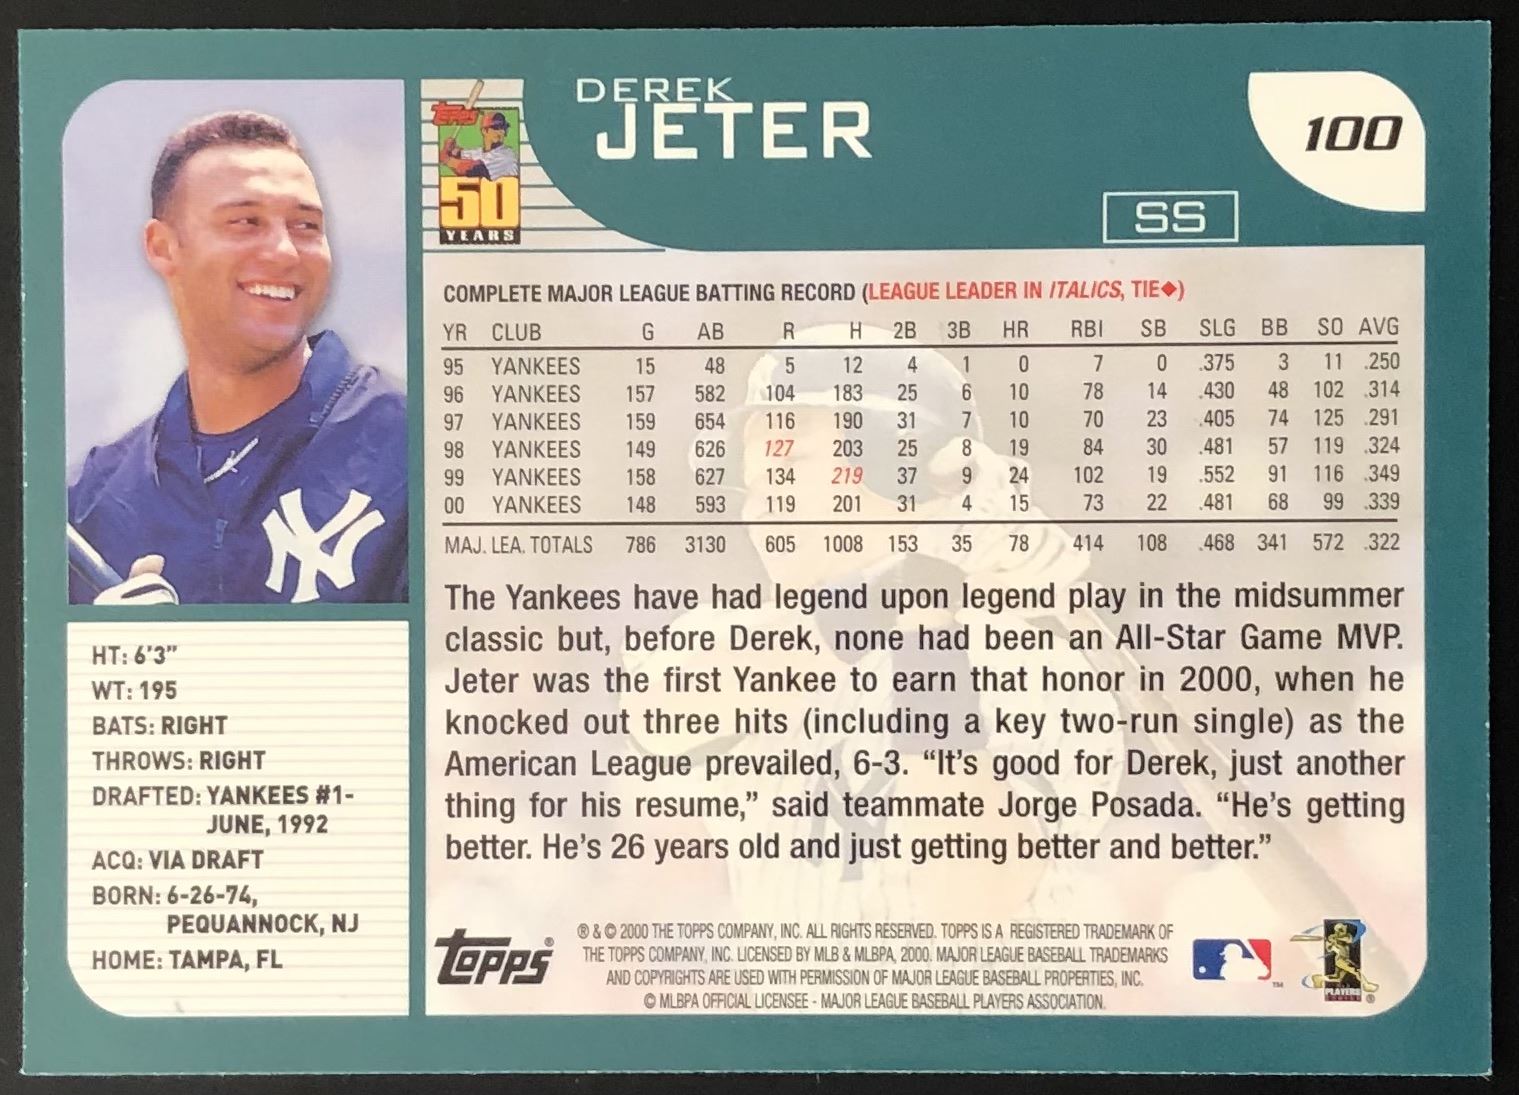 DEREK
JETER
100
SS
Topps
50
YEARS
COMPLETE MAJOR LEAGUE BATTING RECORD (LEAGUE LEADER IN ITALICS, TIE◆)
YR CLUB G AB R H 2B 3B HR RBI SB SLG BB SO AVG
95 YANKEES 15 48 5 12 4 1 0 7 0 .375 3 11 .250
96 YANKEES 157 582 104 183 25 6 10 78 14 .430 48 102 .314
97 YANKEES 159 654 116 190 31 7 10 70 23 .405 74 125 .291
98 YANKEES 149 626 127 203 25 8 19 84 30 .481 57 119 .324
99 YANKEES 158 627 134 219 37 9 24 102 19 .552 91 116 .349
00 YANKEES 148 593 119 201 31 4 15 73 22 .481 68 99 .339
MAJ. LEA. TOTALS 786 3130 605 1008 153 35 78 414 108 .468 341 572 .322
The Yankees have had legend upon legend play in the midsummer
classic but, before Derek, none had been an All-Star Game MVP.
Jeter was the first Yankee to earn that honor in 2000, when he
knocked out three hits (including a key two-run single) as the
American League prevailed, 6-3. “It's good for Derek, just another
thing for his resume,” said teammate Jorge Posada. “He's getting
better. He's 26 years old and just getting better and better.”
HT: 6'3"
WT: 195
BATS: RIGHT
THROWS: RIGHT
DRAFTED: YANKEES #1-
JUNE, 1992
ACQ: VIA DRAFT
BORN: 6-26-74,
PEQUANNOCK, NJ
HOME: TAMPA, FL
Topps®
® & © 2000 THE TOPPS COMPANY, INC. ALL RIGHTS RESERVED. TOPPS IS A REGISTERED TRADEMARK OF
THE TOPPS COMPANY, INC. LICENSED BY MLB & MLBPA, 2000. MAJOR LEAGUE BASEBALL TRADEMARKS
AND COPYRIGHTS ARE USED WITH PERMISSION OF MAJOR LEAGUE BASEBALL PROPERTIES, INC.
© MLBPA OFFICIAL LICENSEE - MAJOR LEAGUE BASEBALL PLAYERS ASSOCIATION.
TM
PLAYERS
®